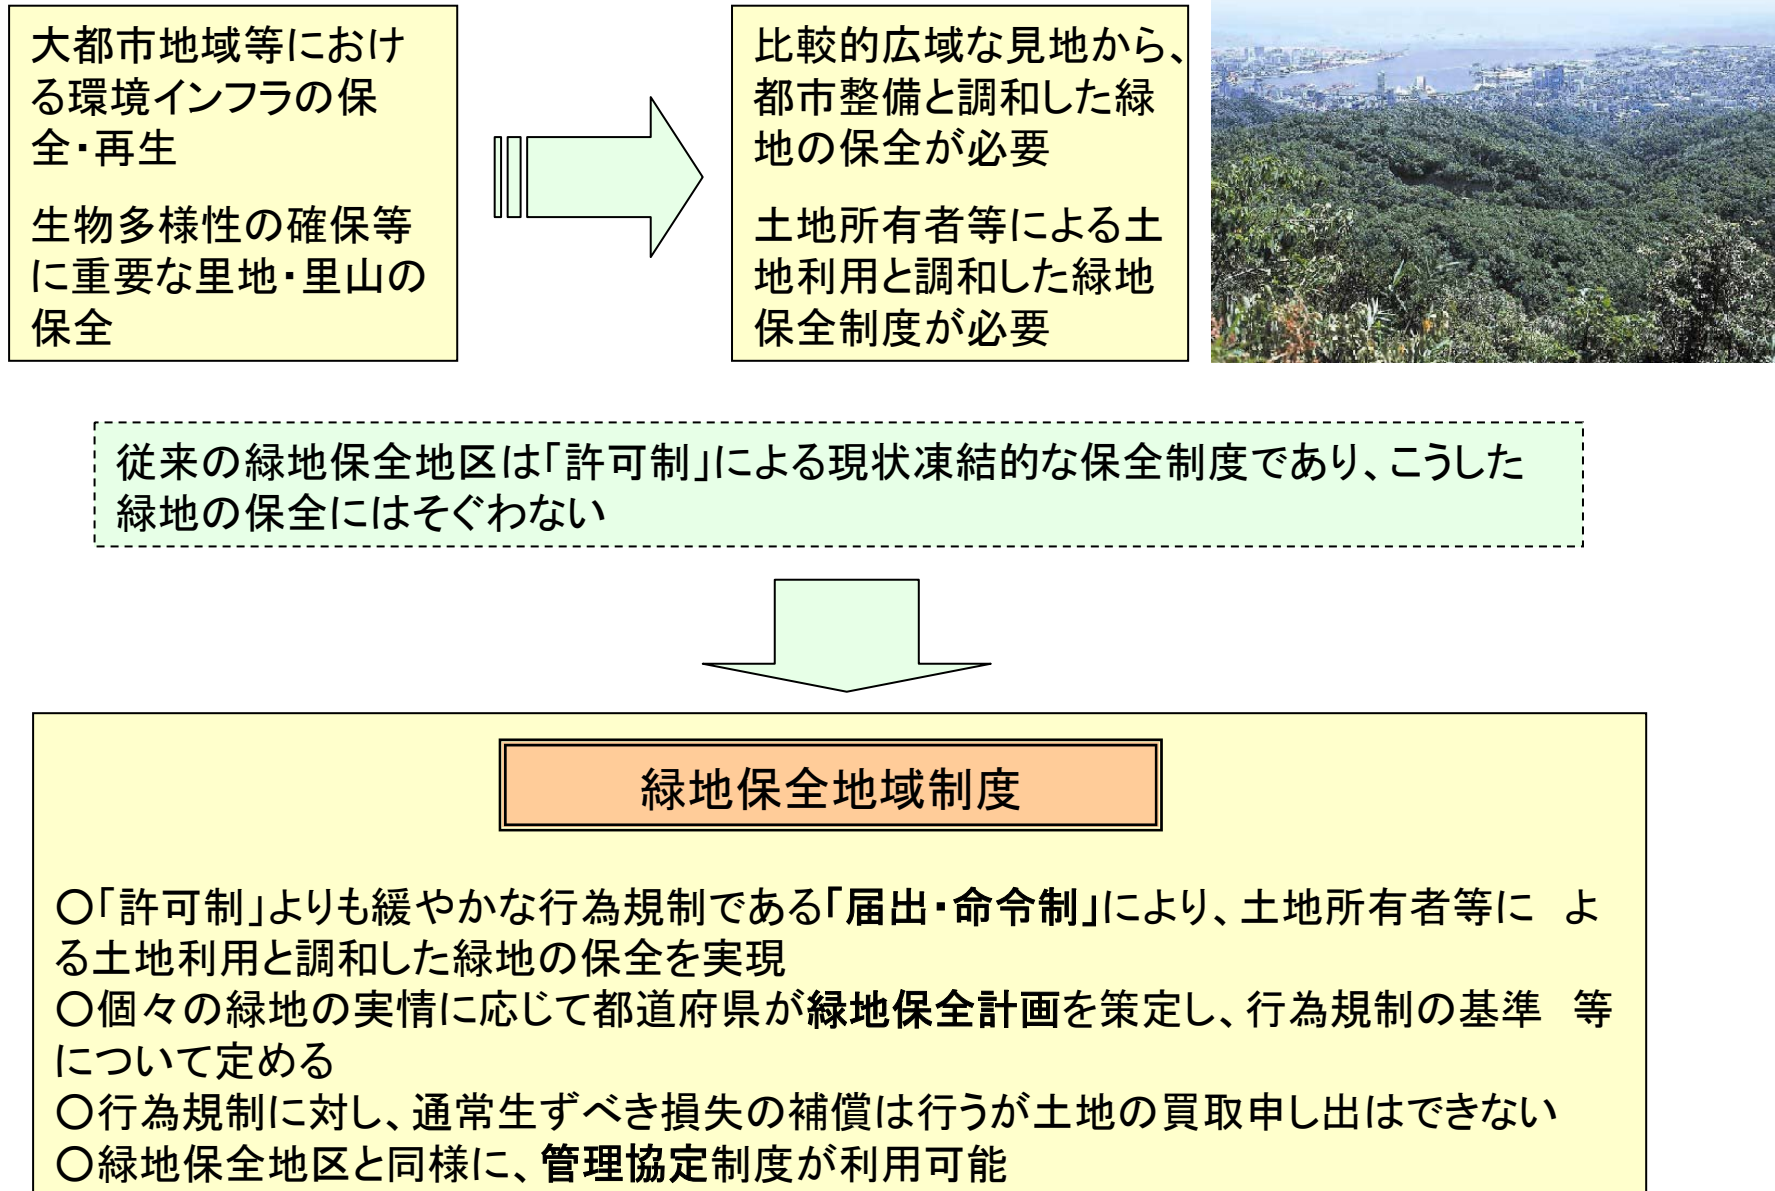 大都市地域等におけ
る環境インフラの保
全・再生
生物多様性の確保等
に重要な里地・里山の
保全
比較的広域な見地から、
都市整備と調和した緑
地の保全が必要
土地所有者等による土
地利用と調和した緑地
保全制度が必要
従来の緑地保全地区は「許可制」による現状凍結的な保全制度であり、こうした
緑地の保全にはそぐわない
緑地保全地域制度
○「許可制」よりも緩やかな行為規制である「届出・命令制」により、土地所有者等に　よ
る土地利用と調和した緑地の保全を実現
○個々の緑地の実情に応じて都道府県が緑地保全計画を策定し、行為規制の基準　等
について定める
○行為規制に対し、通常生ずべき損失の補償は行うが土地の買取申し出はできない
○緑地保全地区と同様に、管理協定制度が利用可能